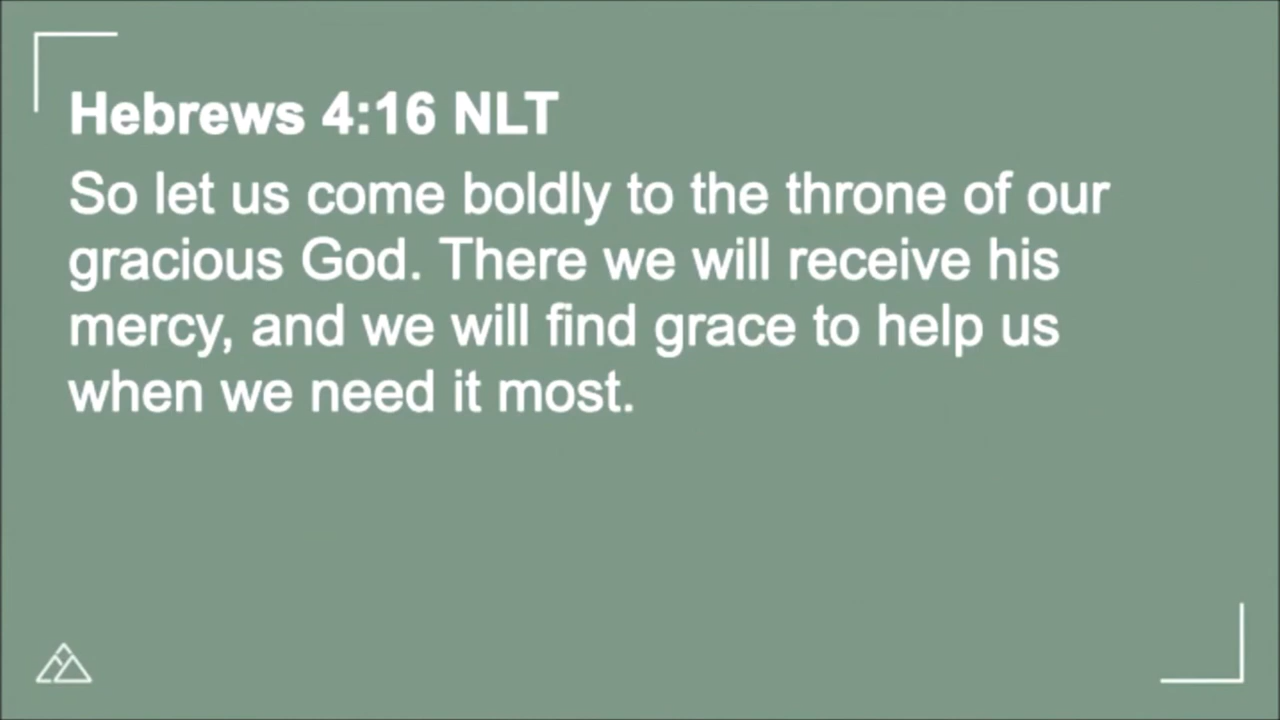 Hebrews 4:16 NLT
So let us come boldly to the throne of our
gracious God. There we will receive his
mercy, and we will find grace to help us
when we need it most.